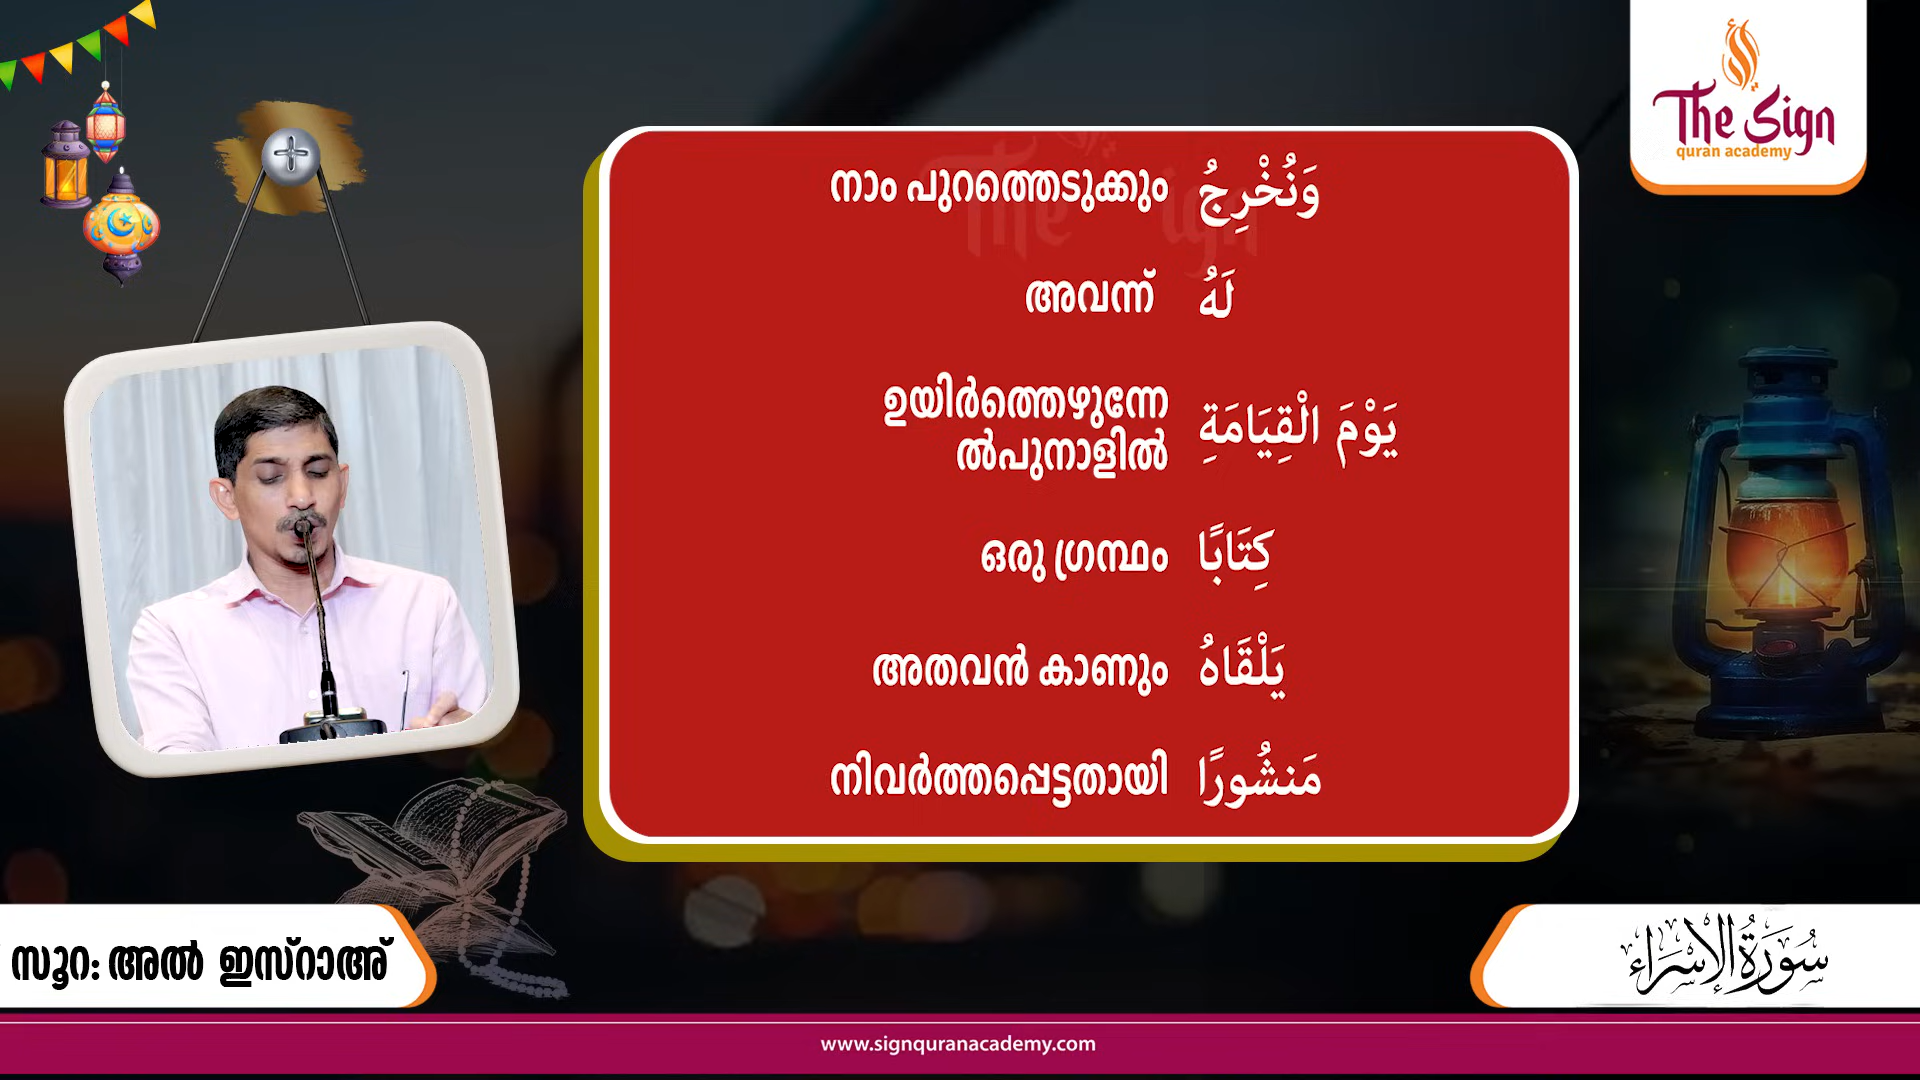 The Sign
quran academy
നാം പുറത്തെടുക്കും وَنُخْرِجُ
അവന്ന് لَهُ
ഉയിർത്തെഴുന്നേ
ൽപുനാളിൽ يَوْمَ الْقِيَامَةِ
ഒരു ഗ്രന്ഥം كِتَابًا
അതവൻ കാണും يَلْقَاهُ
നിവർത്തപ്പെട്ടതായി مَنشُورًا
സൂറ: അൽ ഇസ്റാഅ്
سُورَةُ الإِسْرَاء
www.signquranacademy.com